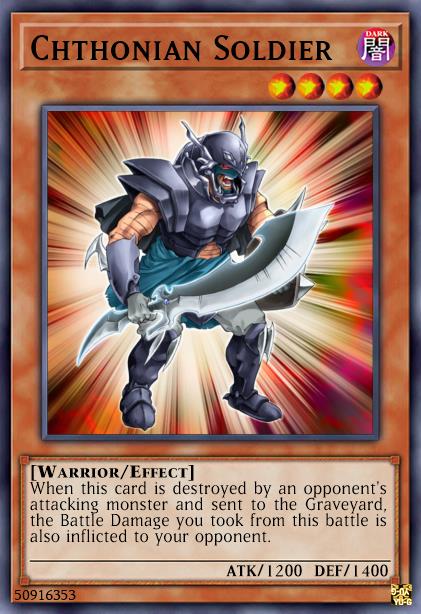 CHTHONIAN SOLDIER
DARK
闇
[WARRIOR/EFFECT]
When this card is destroyed by an opponent's
attacking monster and sent to the Graveyard,
the Battle Damage you took from this battle is
also inflicted to your opponent.
ATK/1200 DEF/1400
50916353